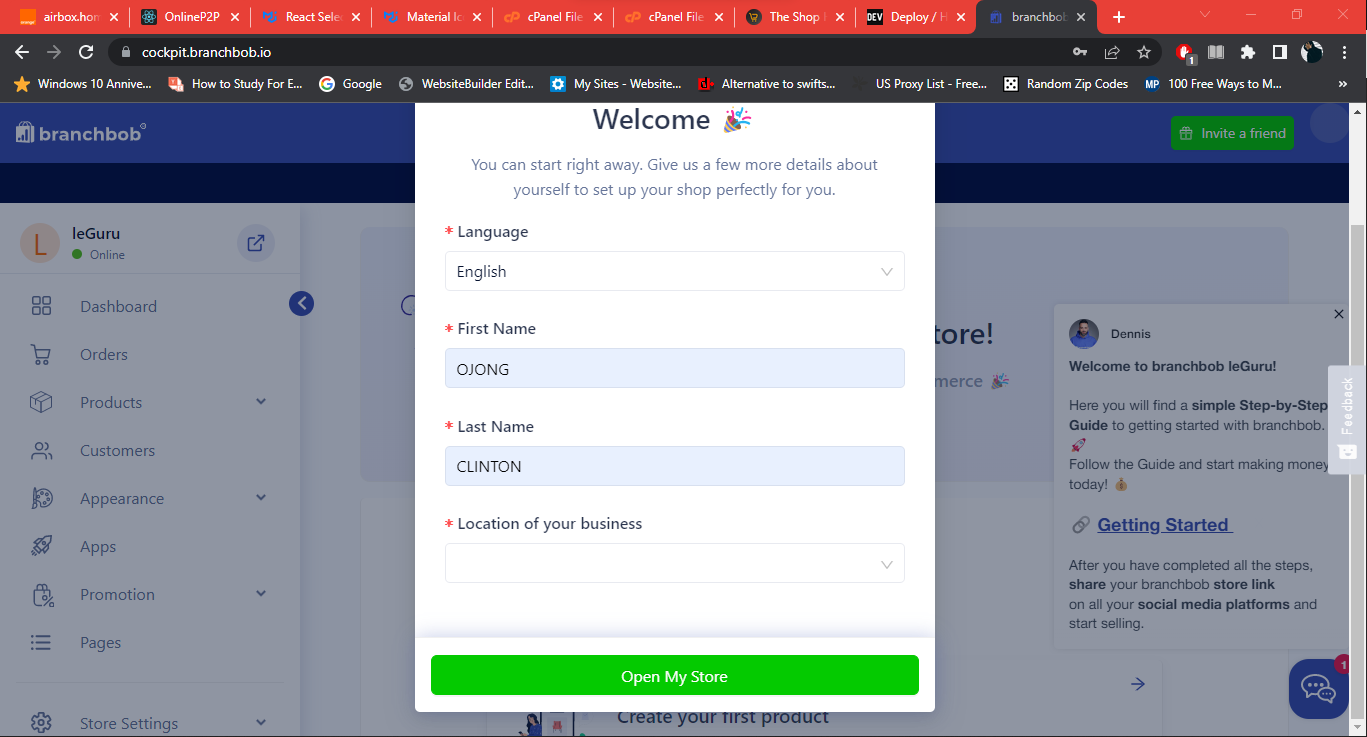 airbox.hon
OnlineP2P
React Sele
Material Ic
cPanel File
cPanel File
The Shop
Deploy / H
branchbob
cockpit.branchbob.io
Windows 10 Annive...
How to Study For E...
Google
WebsiteBuilder Edit...
My Sites - Website...
Alternative to swifts...
US Proxy List - Free...
Random Zip Codes
100 Free Ways to M...
»
branchbob
Invite a friend
Welcome 🎉
You can start right away. Give us a few more details about
yourself to set up your shop perfectly for you.
* Language
English
* First Name
OJONG
* Last Name
CLINTON
* Location of your business
Open My Store
L
leGuru
Online
Dashboard
Orders
Products
Customers
Appearance
Apps
Promotion
Pages
Store Settings
tore!
merce 🎉
Create your first product
Dennis
Welcome to branchbob leGuru!
Here you will find a simple Step-by-Step
Guide to getting started with branchbob.
🚀
Follow the Guide and start making money
today! 💰
🔗 Getting Started
After you have completed all the steps,
share your branchbob store link
on all your social media platforms and
start selling.
Feedback
1